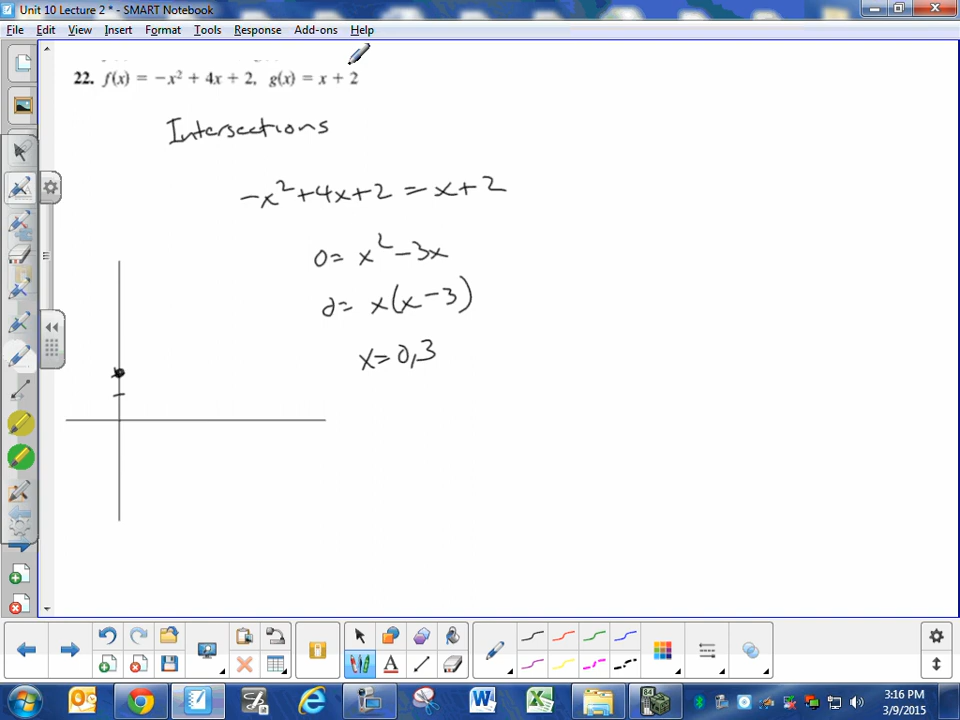 Unit 10 Lecture 2 * - SMART Notebook
File Edit View Insert Format Tools Response Add-ons Help
22. f(x) = −x² + 4x + 2, g(x) = x + 2
Intersections
-x²+4x+2 = x+2
0= x²-3x
0= x(x-3)
x=0,3
A
W
X
84
3:16 PM
3/9/2015